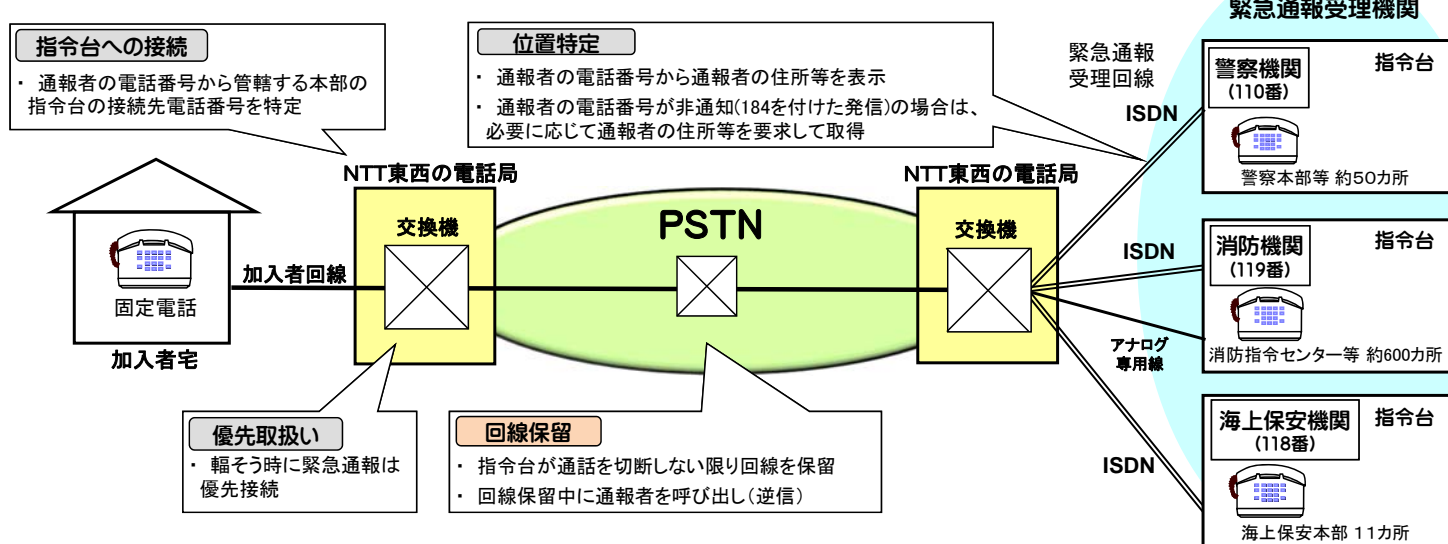 緊急通報受理機関
指令台への接続
・ 通報者の電話番号から管轄する本部の
指令台の接続先電話番号を特定
位置特定
・ 通報者の電話番号から通報者の住所等を表示
・ 通報者の電話番号が非通知(184を付けた発信)の場合は、
必要に応じて通報者の住所等を要求して取得
緊急通報
受理回線
ISDN
警察機関
(110番)
指令台
警察本部等 約50カ所
NTT東西の電話局
交換機
PSTN
NTT東西の電話局
交換機
加入者回線
固定電話
加入者宅
ISDN
消防機関
(119番)
指令台
消防指令センター等 約600カ所
アナログ
専用線
優先取扱い
・ 輻そう時に緊急通報は
優先接続
回線保留
・ 指令台が通話を切断しない限り回線を保留
・ 回線保留中に通報者を呼び出し(逆信)
ISDN
海上保安機関
(118番)
指令台
海上保安本部 11カ所